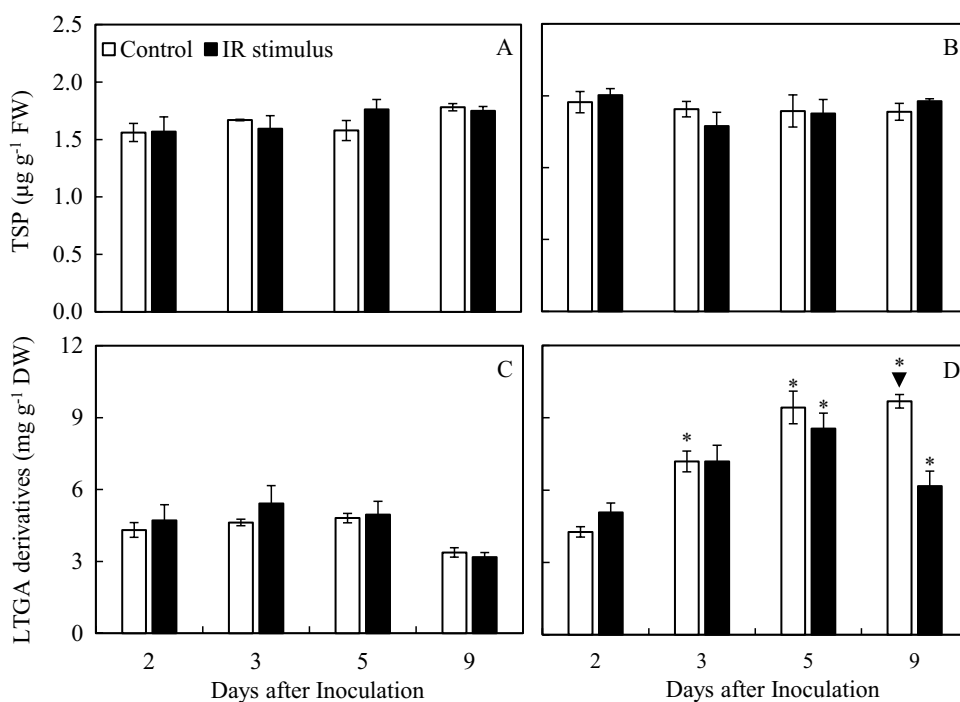 2.5
2.0
1.5
1.0
0.5
0.0
TSP (µg g-1 FW)
Control IR stimulus
A
B
12
9
6
3
0
LTGA derivatives (mg g-1 DW)
C
D
* * * * *
2 3 5 9
Days after Inoculation
2 3 5 9
Days after Inoculation